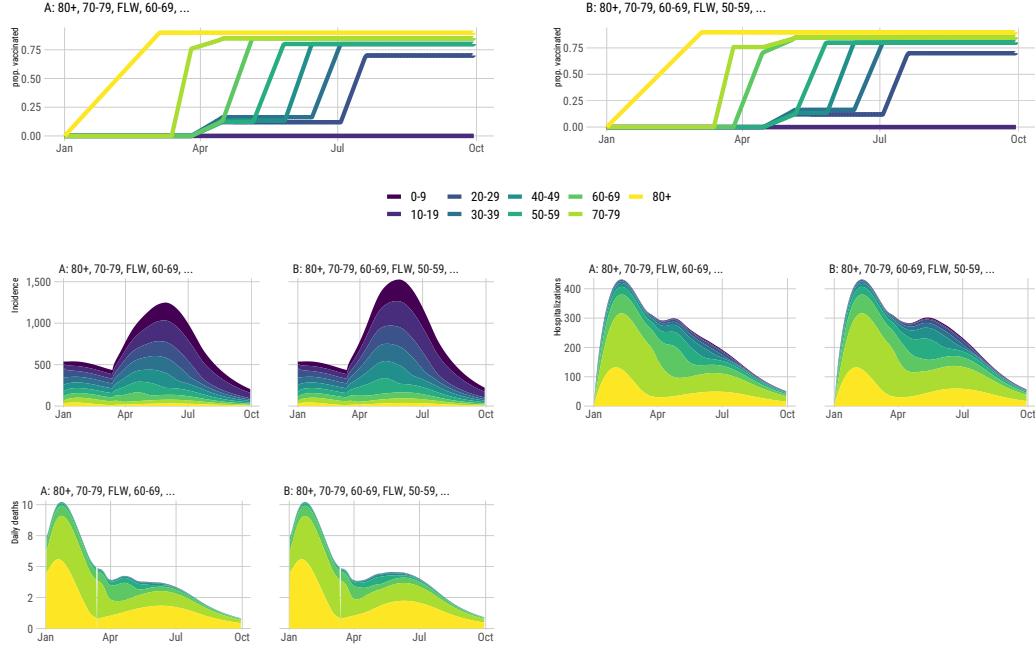 A: 80+, 70-79, FLW, 60-69, ...
prop. vaccinated
0.75
0.50
0.25
0.00
Jan
Apr
Jul
Oct
B: 80+, 70-79, 60-69, FLW, 50-59, ...
prop. vaccinated
0.75
0.50
0.25
0.00
Jan
Apr
Jul
Oct
0-9
20-29
40-49
60-69
80+
10-19
30-39
50-59
70-79
A: 80+, 70-79, FLW, 60-69, ...
Incidence
1,500
1,000
500
0
Jan
Apr
Jul
Oct
B: 80+, 70-79, 60-69, FLW, 50-59, ...
Jan
Apr
Jul
Oct
A: 80+, 70-79, FLW, 60-69, ...
Hospitalizations
400
300
200
100
0
Jan
Apr
Jul
Oct
B: 80+, 70-79, 60-69, FLW, 50-59, ...
Jan
Apr
Jul
Oct
A: 80+, 70-79, FLW, 60-69, ...
Daily deaths
10
8
5
2
0
Jan
Apr
Jul
Oct
B: 80+, 70-79, 60-69, FLW, 50-59, ...
Jan
Apr
Jul
Oct